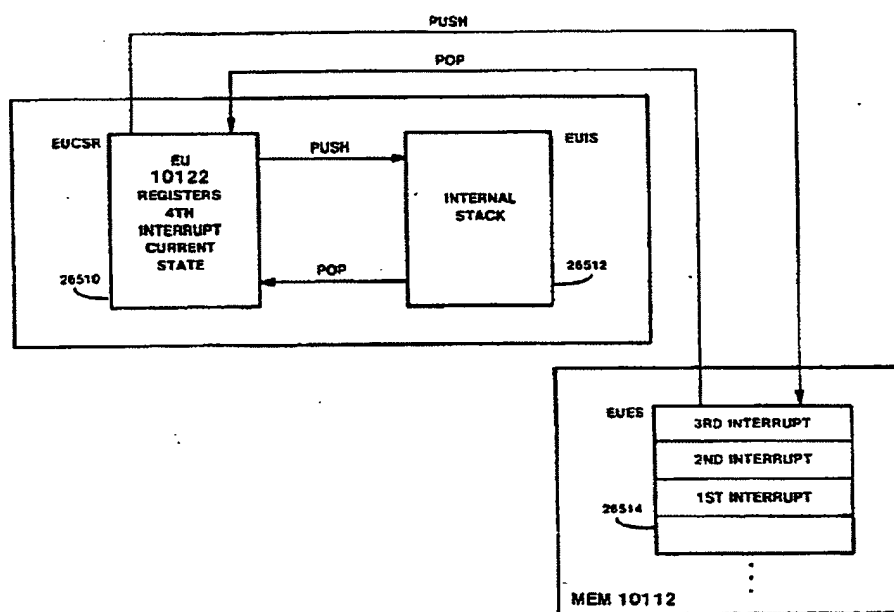 PUSH
POP
EUCSR
EU
10122
REGISTERS
4TH
INTERRUPT
CURRENT
STATE
26510
PUSH
POP
EUIS
INTERNAL
STACK
26512
EUES
3RD INTERRUPT
2ND INTERRUPT
1ST INTERRUPT
26514
MEM 10112